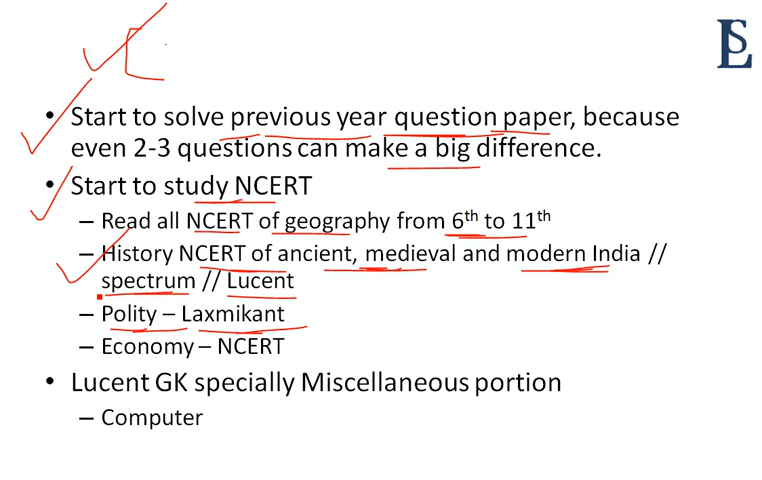 LS
• Start to solve previous year question paper, because
even 2-3 questions can make a big difference.
• Start to study NCERT
– Read all NCERT of geography from 6th to 11th
– History NCERT of ancient, medieval and modern India //
spectrum // Lucent
– Polity – Laxmikant
– Economy – NCERT
• Lucent GK specially Miscellaneous portion
– Computer